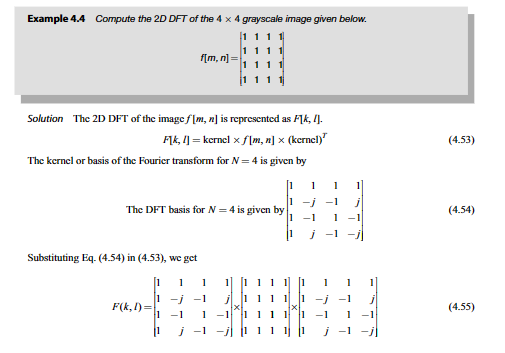 Example 4.4 Compute the 2D DFT of the 4 × 4 grayscale image given below.
f[m, n] =
1 1 1 1
1 1 1 1
1 1 1 1
1 1 1 1
Solution The 2D DFT of the image f [m, n] is represented as F[k, l].
F[k, l] = kernel × f [m, n] × (kernel)^T (4.53)
The kernel or basis of the Fourier transform for N = 4 is given by
The DFT basis for N = 4 is given by (4.54)
1 1 1 1
1 −j −1 j
1 −1 1 −1
1 j −1 −j
Substituting Eq. (4.54) in (4.53), we get
F(k, l) = (4.55)
1 1 1 1 1 1 1 1 1 1 1 1
1 −j −1 j × 1 1 1 1 × 1 −j −1 j
1 −1 1 −1 1 1 1 1 1 −1 1 −1
1 j −1 −j 1 1 1 1 1 j −1 −j